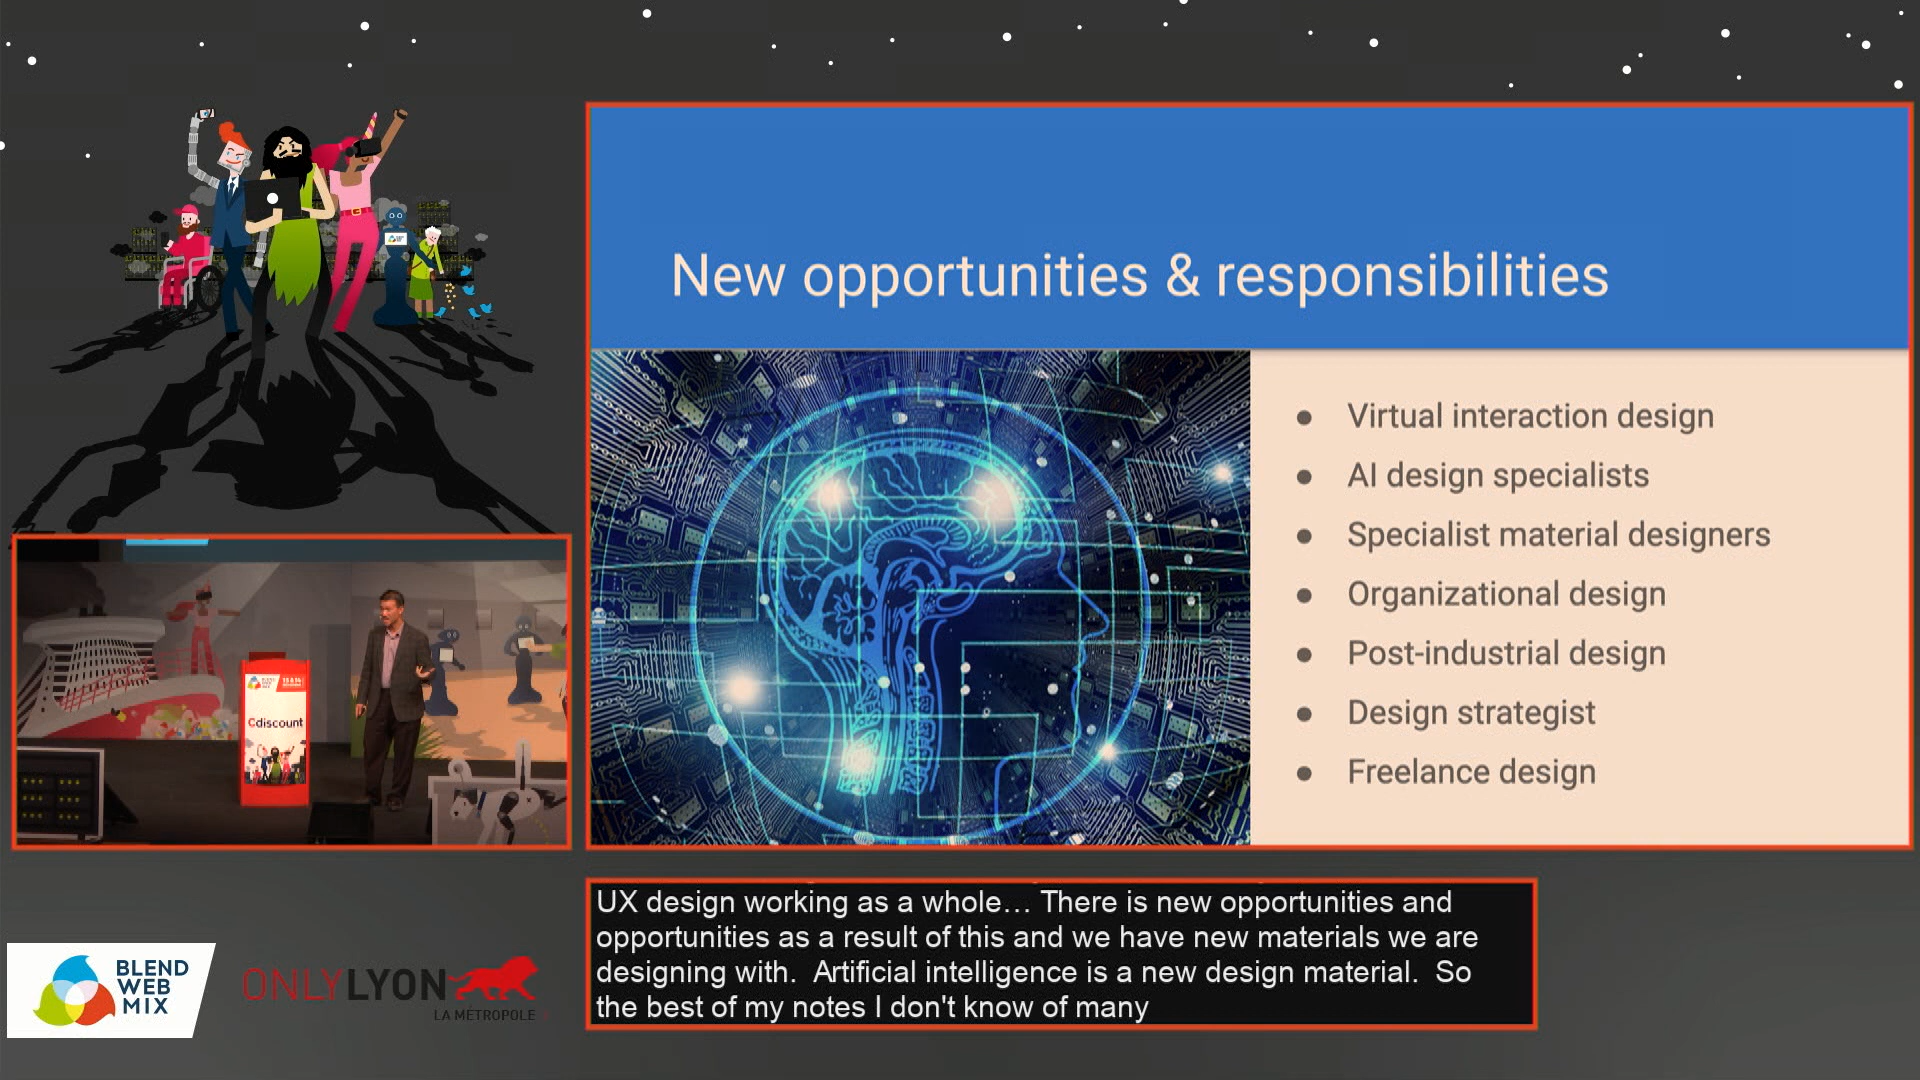 New opportunities & responsibilities
Virtual interaction design
AI design specialists
Specialist material designers
Organizational design
Post-industrial design
Design strategist
Freelance design
Cdiscount
UX design working as a whole… There is new opportunities and
opportunities as a result of this and we have new materials we are
designing with.  Artificial intelligence is a new design material.  So
the best of my notes I don't know of many
BLEND
WEB
MIX
ONLYLYON
LA MÉTROPOLE